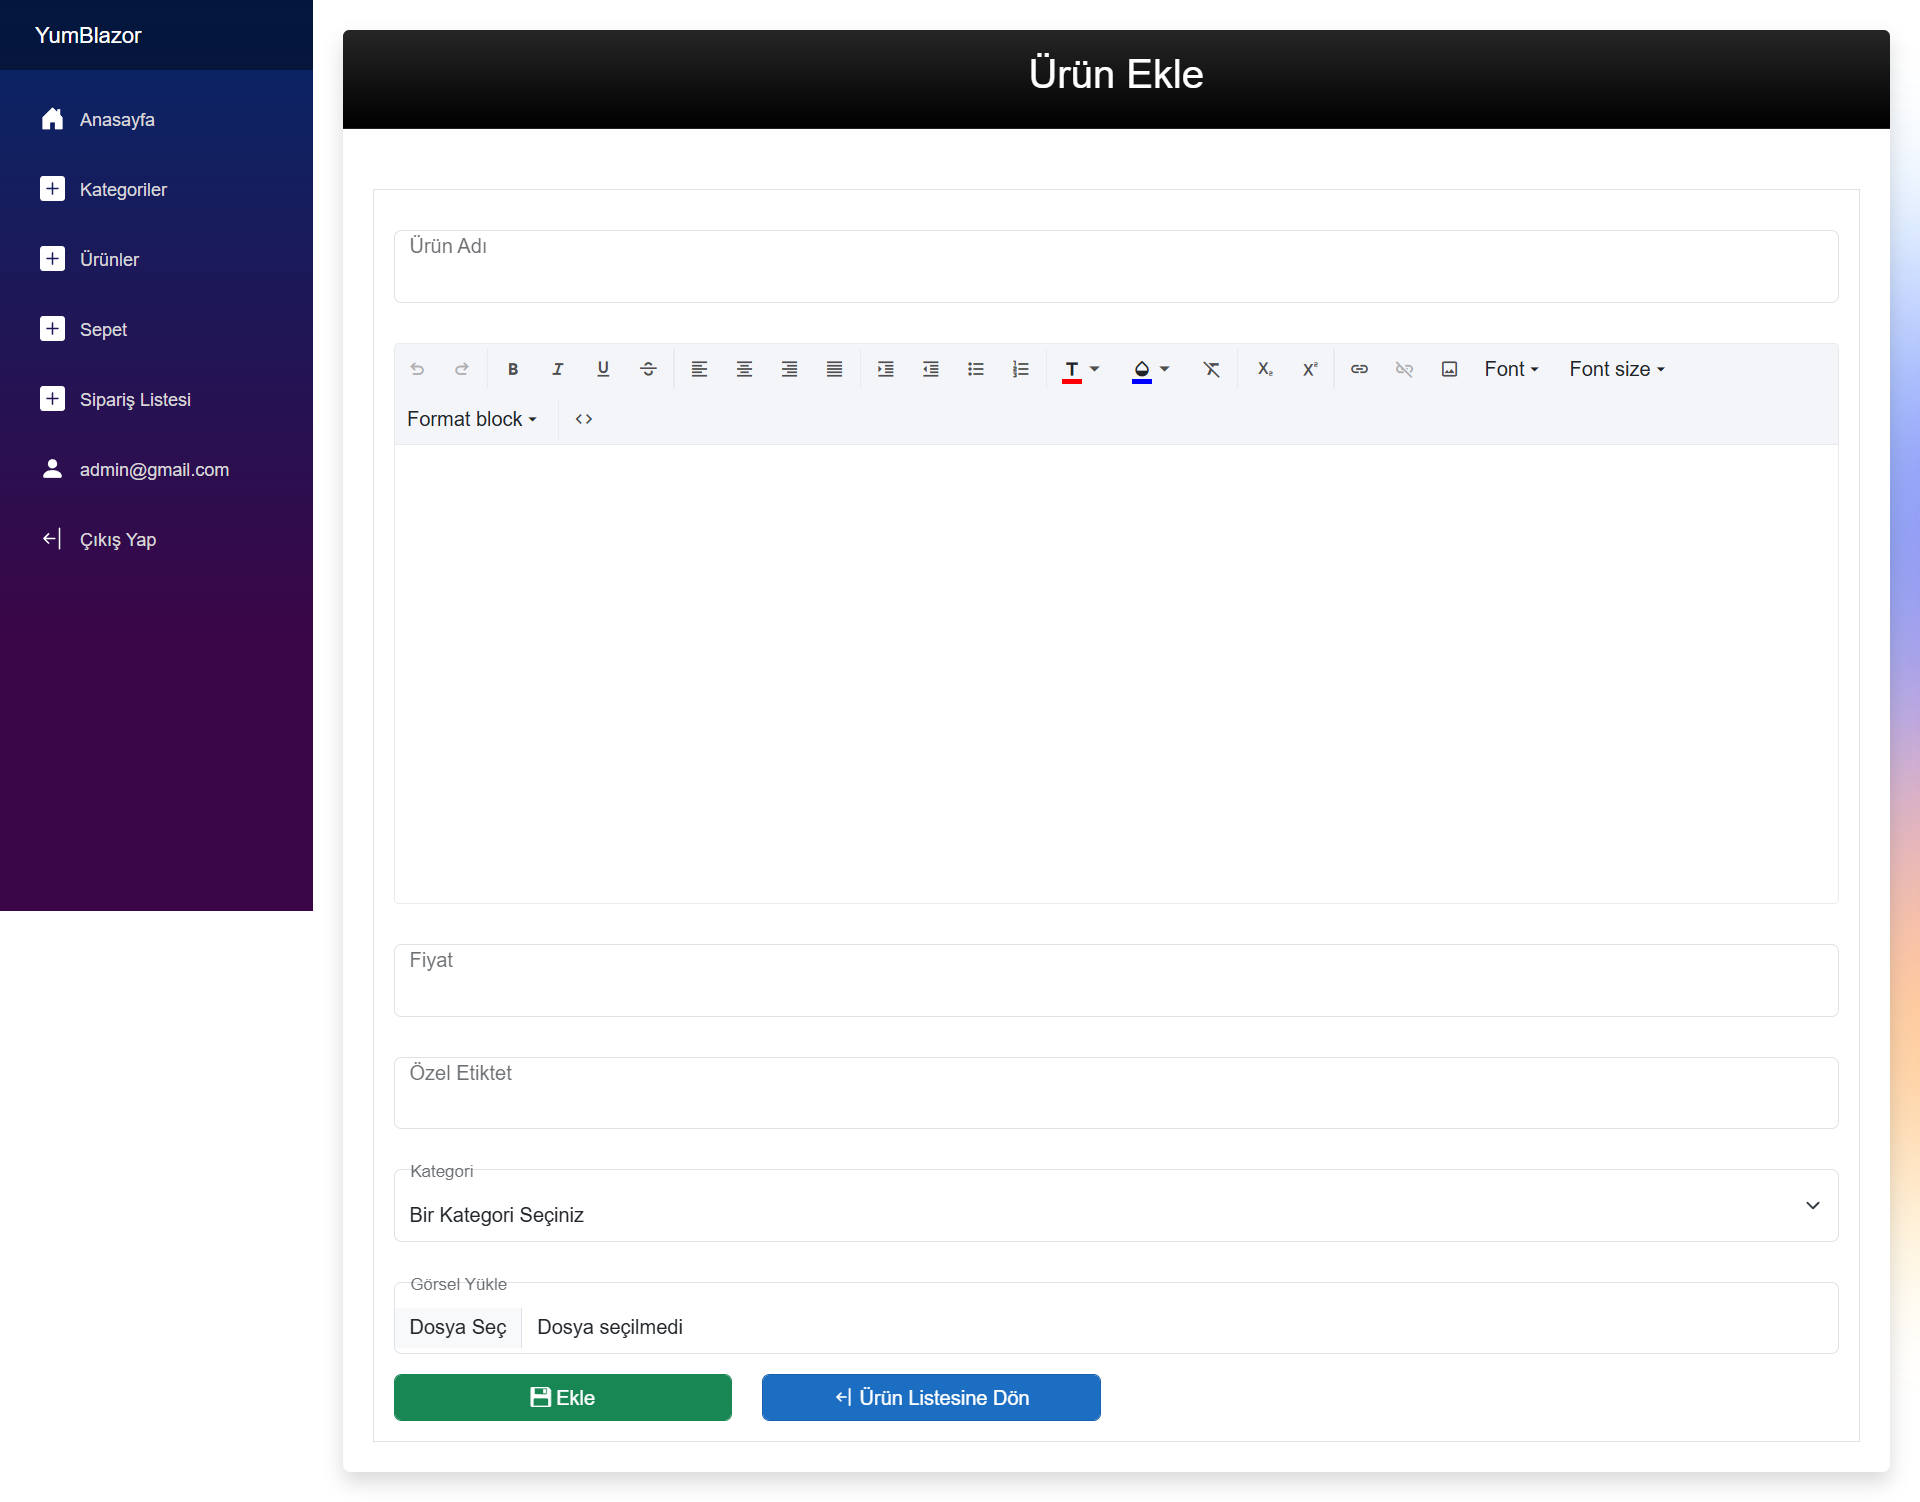 YumBlazor
Anasayfa
Kategoriler
Ürünler
Sepet
Sipariş Listesi
admin@gmail.com
Çıkış Yap
Ürün Ekle
Ürün Adı
Font Font size
Format block
Fiyat
Özel Etiktet
Kategori
Bir Kategori Seçiniz
Görsel Yükle
Dosya Seç Dosya seçilmedi
Ekle Ürün Listesine Dön